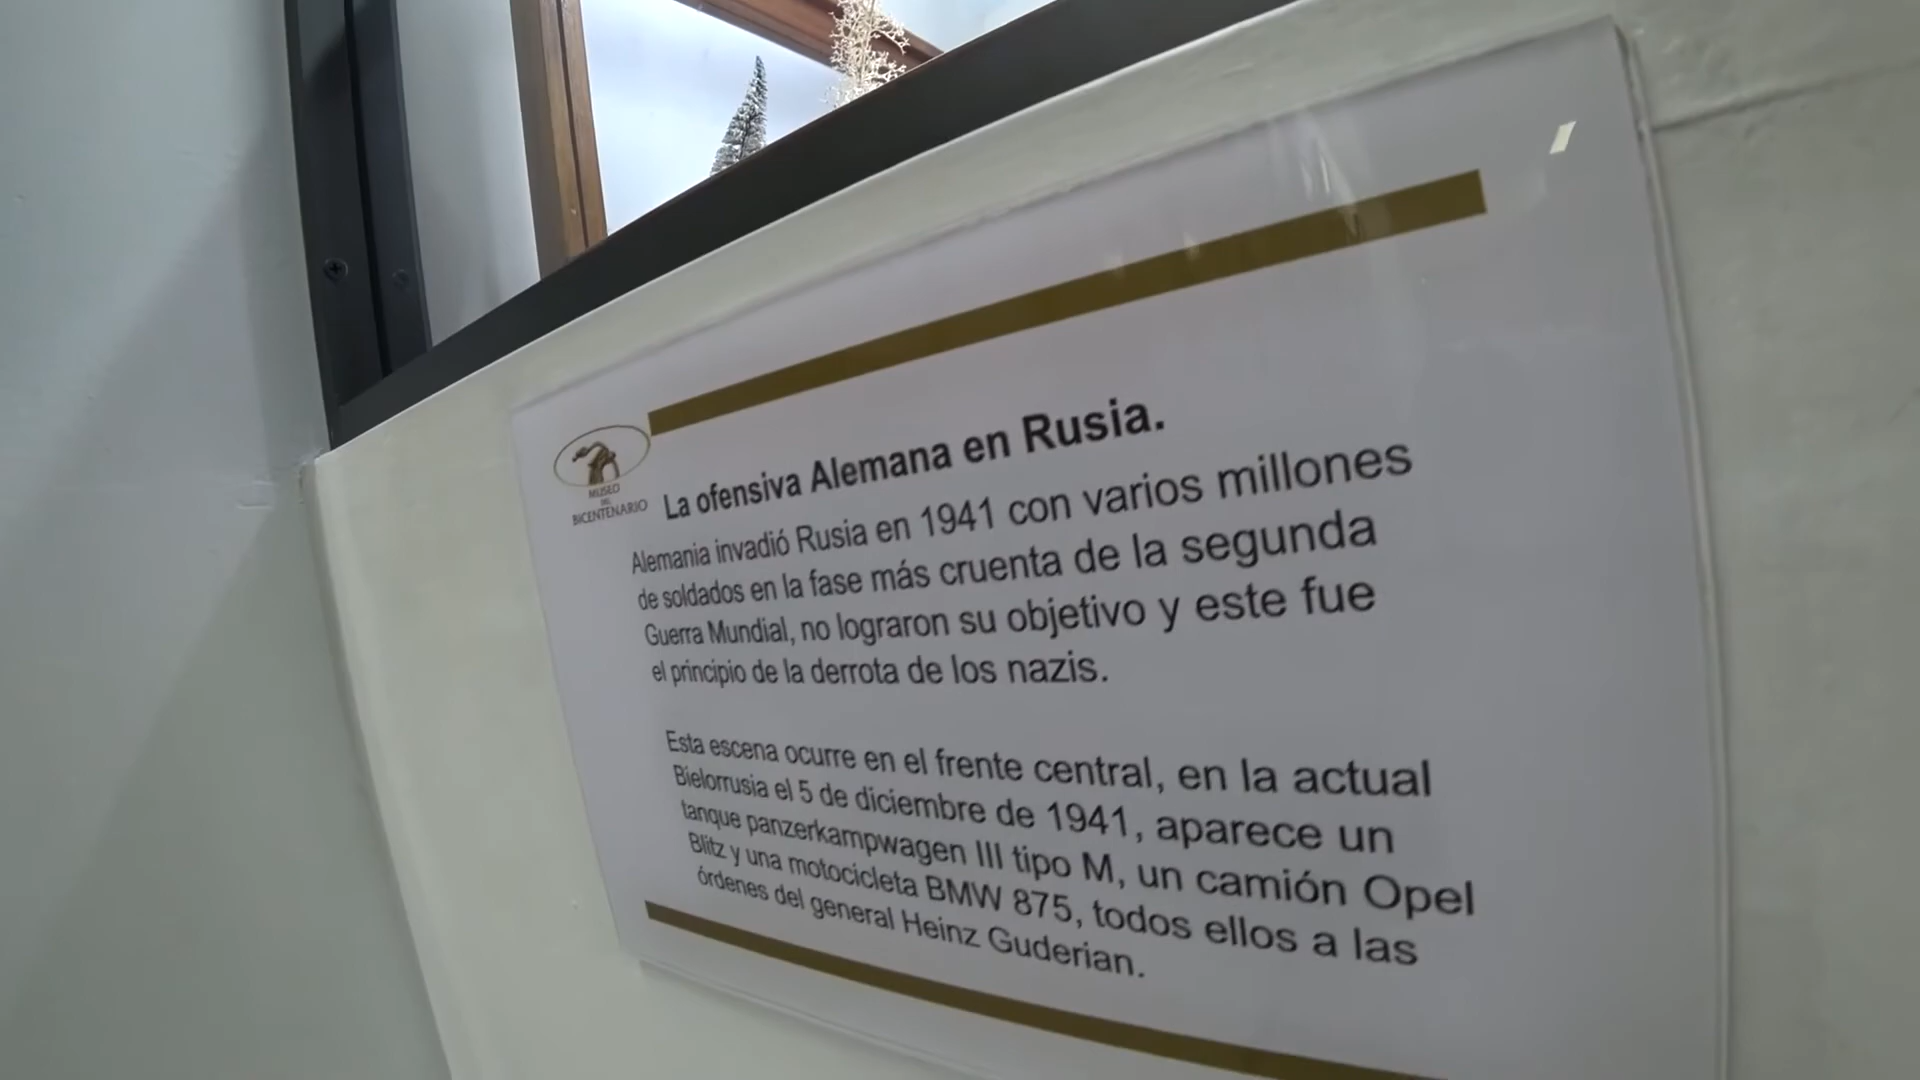 MUSEO
DEL
BICENTENARIO
La ofensiva Alemana en Rusia.
Alemania invadió Rusia en 1941 con varios millones
de soldados en la fase más cruenta de la segunda
Guerra Mundial, no lograron su objetivo y este fue
el principio de la derrota de los nazis.
Esta escena ocurre en el frente central, en la actual
Bielorrusia el 5 de diciembre de 1941, aparece un
tanque panzerkampwagen III tipo M, un camión Opel
Blitz y una motocicleta BMW 875, todos ellos a las
órdenes del general Heinz Guderian.